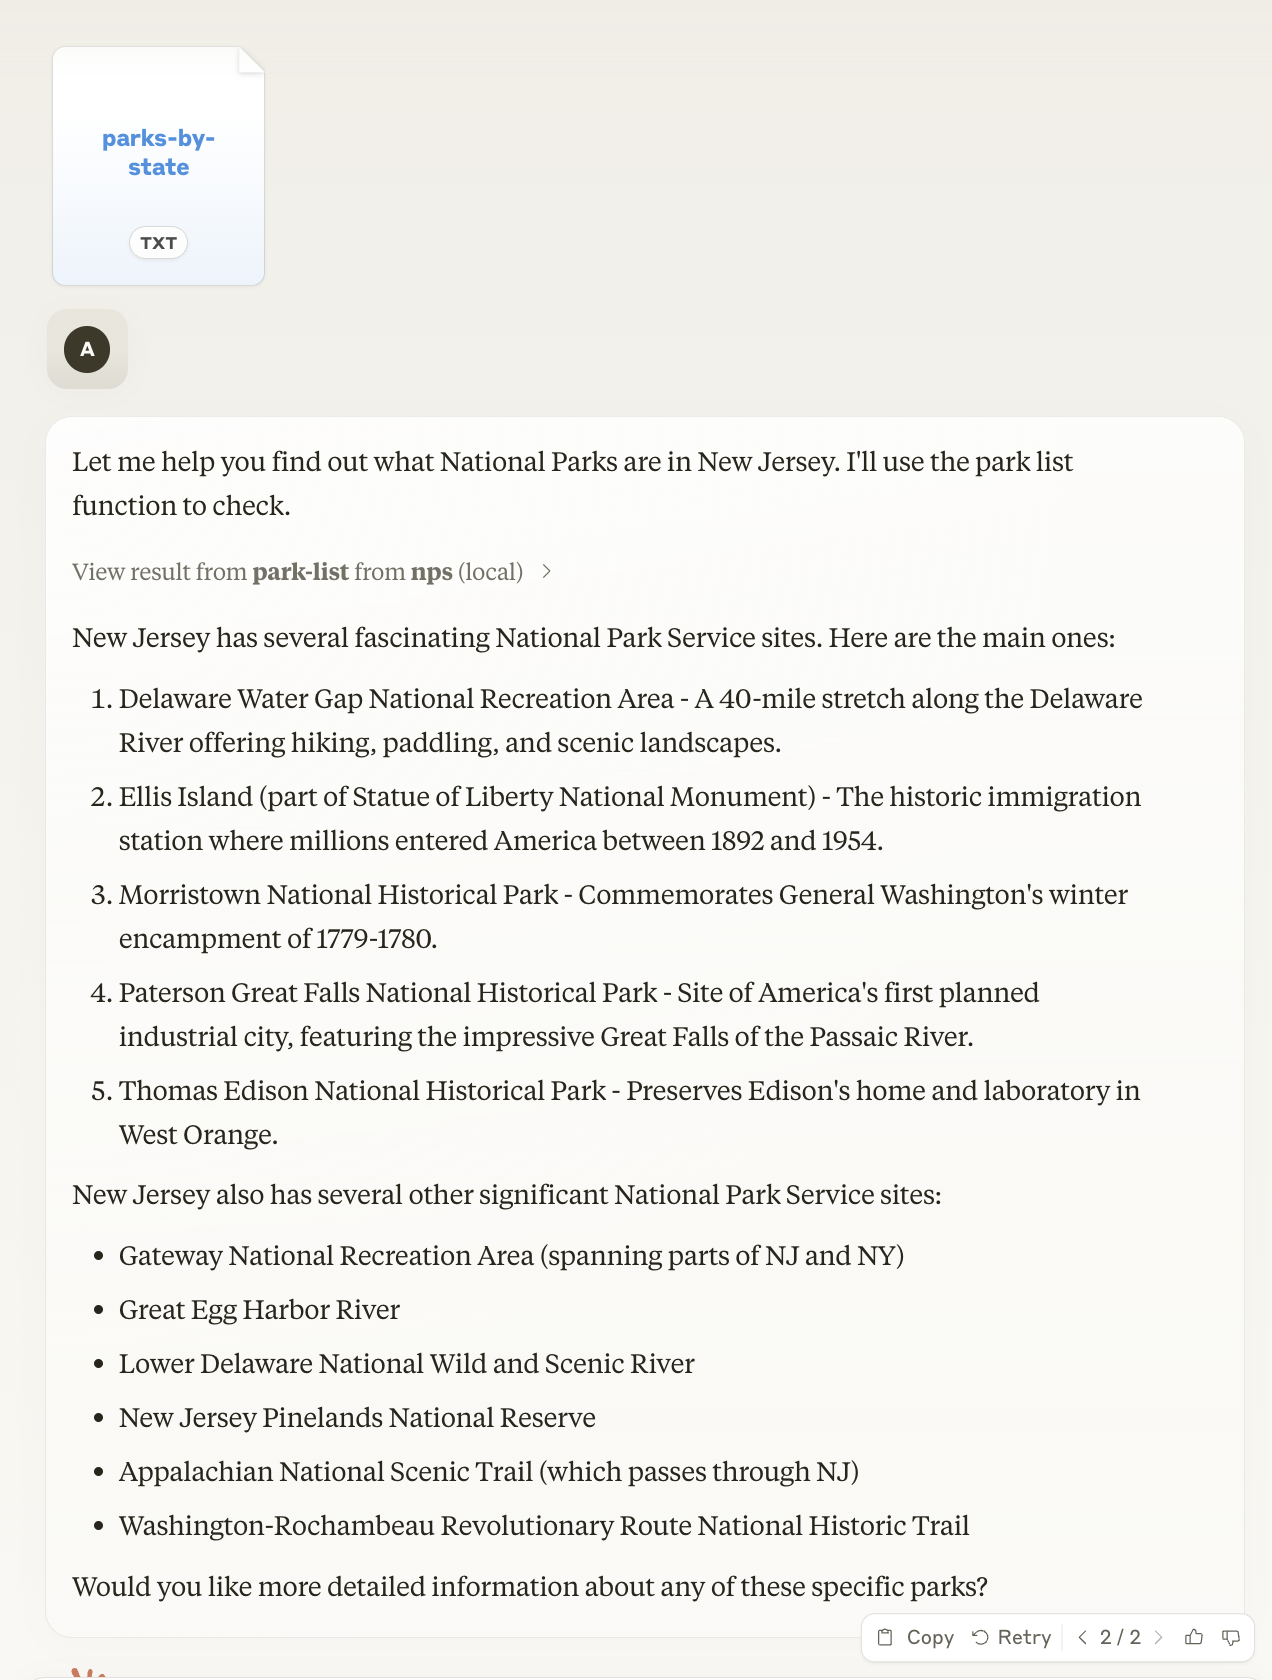 parks-by-
state
TXT
A
Let me help you find out what National Parks are in New Jersey. I'll use the park list
function to check.
View result from park-list from nps (local)
New Jersey has several fascinating National Park Service sites. Here are the main ones:
1. Delaware Water Gap National Recreation Area - A 40-mile stretch along the Delaware
River offering hiking, paddling, and scenic landscapes.
2. Ellis Island (part of Statue of Liberty National Monument) - The historic immigration
station where millions entered America between 1892 and 1954.
3. Morristown National Historical Park - Commemorates General Washington's winter
encampment of 1779-1780.
4. Paterson Great Falls National Historical Park - Site of America's first planned
industrial city, featuring the impressive Great Falls of the Passaic River.
5. Thomas Edison National Historical Park - Preserves Edison's home and laboratory in
West Orange.
New Jersey also has several other significant National Park Service sites:
• Gateway National Recreation Area (spanning parts of NJ and NY)
• Great Egg Harbor River
• Lower Delaware National Wild and Scenic River
• New Jersey Pinelands National Reserve
• Appalachian National Scenic Trail (which passes through NJ)
• Washington-Rochambeau Revolutionary Route National Historic Trail
Would you like more detailed information about any of these specific parks?
Copy Retry 2 / 2